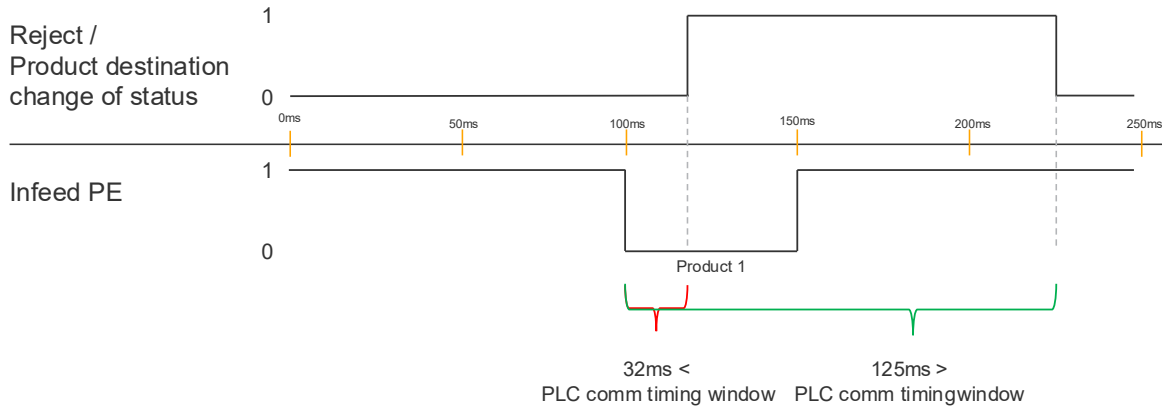 1
Reject /
Product destination
change of status
0
0ms
50ms
100ms
150ms
200ms
250ms
1
Infeed PE
0
Product 1
32ms <
PLC comm timing window
125ms >
PLC comm timingwindow